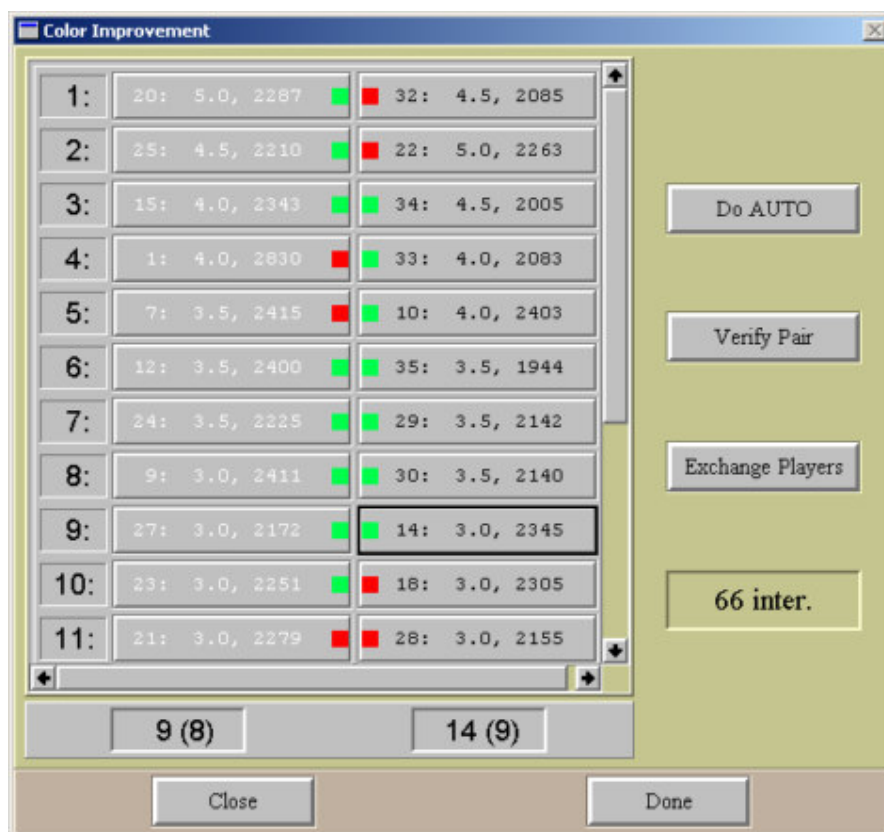 Color Improvement
1: 20: 5.0, 2287 32: 4.5, 2085
2: 25: 4.5, 2210 22: 5.0, 2263
3: 15: 4.0, 2343 34: 4.5, 2005
4: 1: 4.0, 2830 33: 4.0, 2083
5: 7: 3.5, 2415 10: 4.0, 2403
6: 12: 3.5, 2400 35: 3.5, 1944
7: 24: 3.5, 2225 29: 3.5, 2142
8: 9: 3.0, 2411 30: 3.5, 2140
9: 27: 3.0, 2172 14: 3.0, 2345
10: 23: 3.0, 2251 18: 3.0, 2305
11: 21: 3.0, 2279 28: 3.0, 2155
9 (8) 14 (9)
Do AUTO
Verify Pair
Exchange Players
66 inter.
Close Done